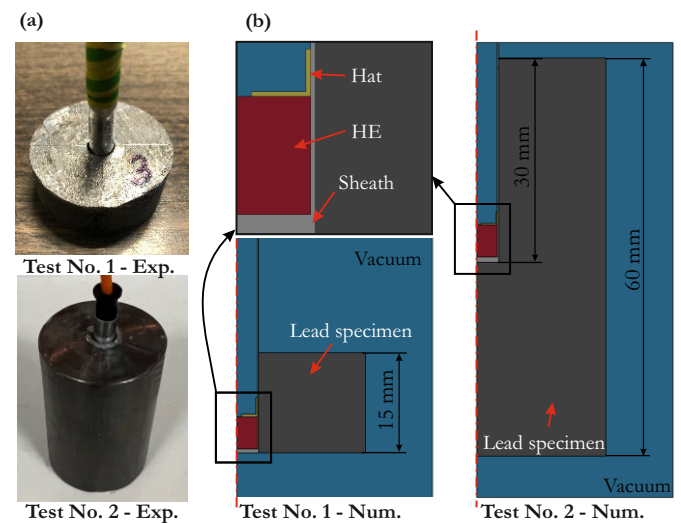 (a)
3
Test No. 1 - Exp.
Test No. 2 - Exp.
(b)
Hat
HE
Sheath
Vacuum
Lead specimen
15 mm
Test No. 1 - Num.
30 mm
60 mm
Lead specimen
Vacuum
Test No. 2 - Num.